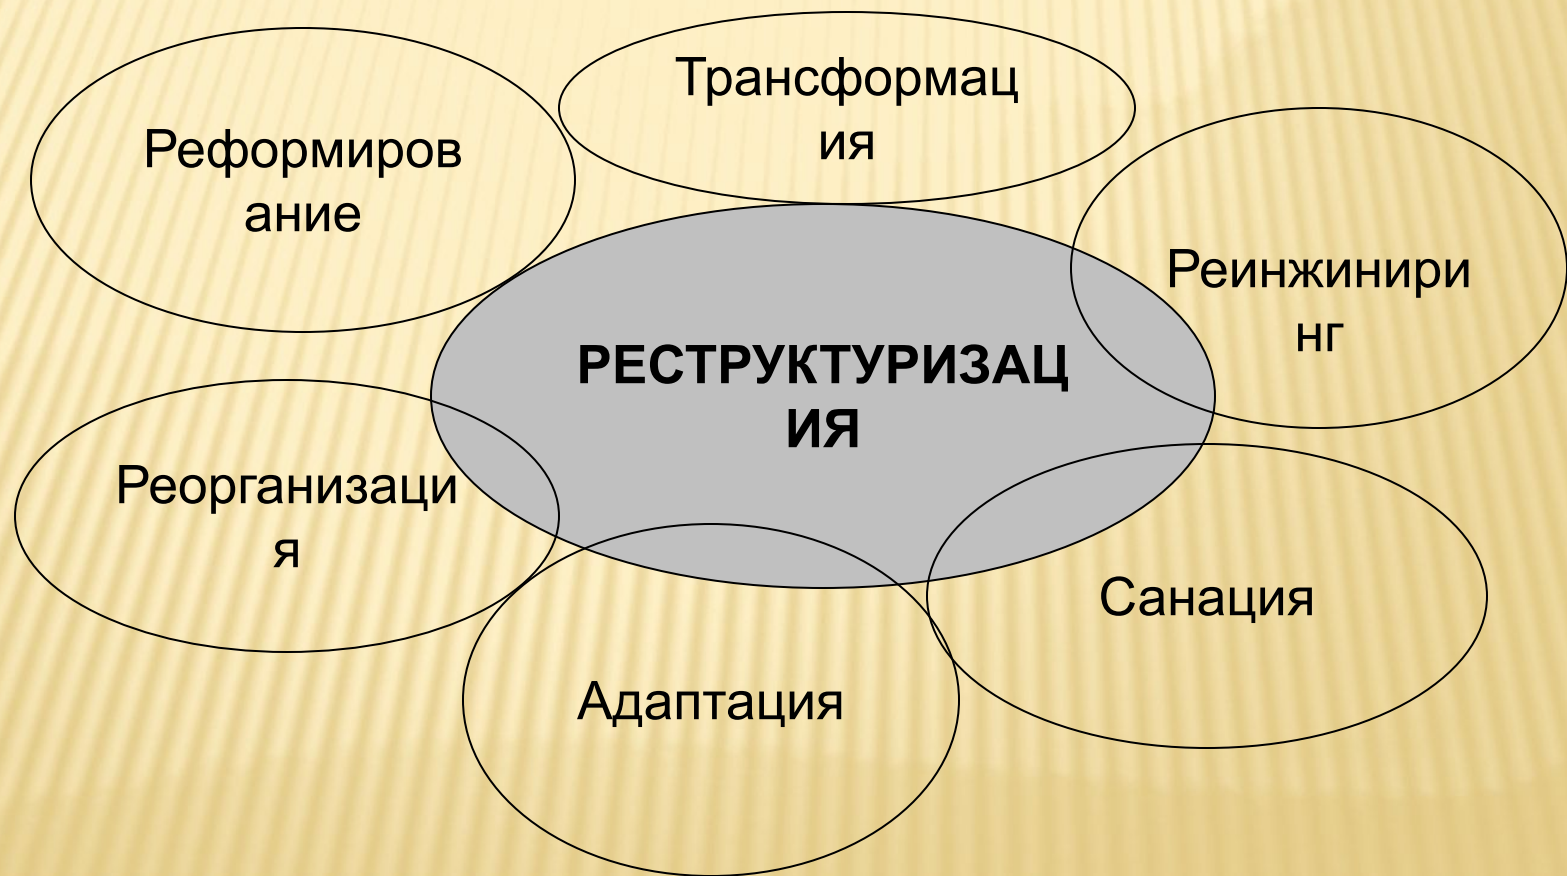 Трансформац
ия
Реформиров
ание
Реинжинири
нг
РЕСТРУКТУРИЗАЦ
ИЯ
Реорганизаци
я
Санация
Адаптация